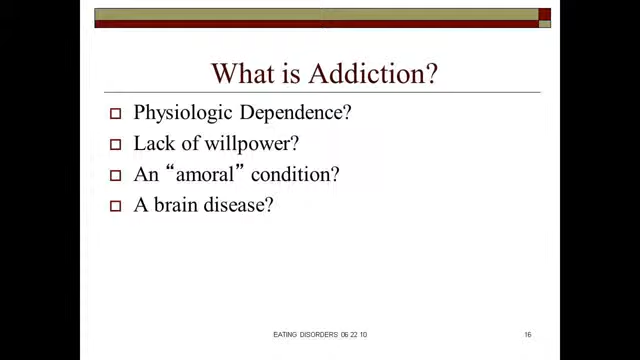 What is Addiction?
Physiologic Dependence?
Lack of willpower?
An “amoral” condition?
A brain disease?
EATING DISORDERS 06 22 10
16